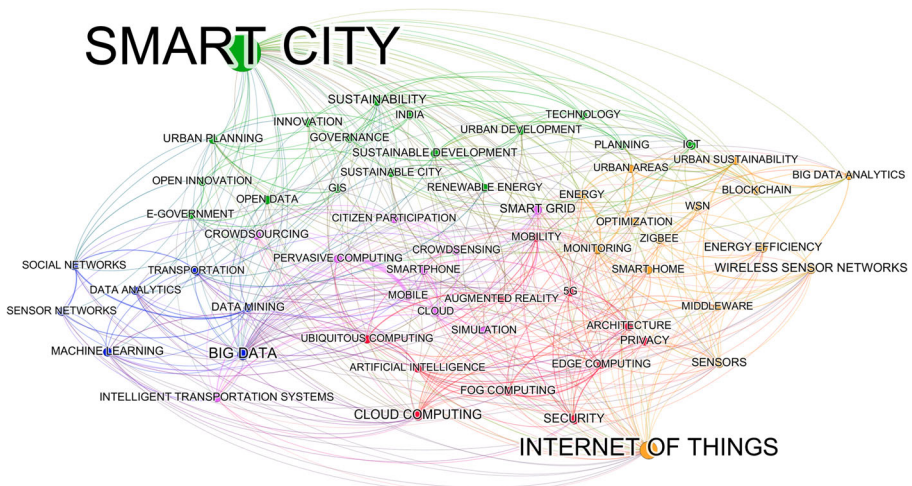 SMART CITY
SUSTAINABILITY
INDIA
TECHNOLOGY
INNOVATION
URBAN DEVELOPMENT
URBAN PLANNING
GOVERNANCE
PLANNING
ICT
SUSTAINABLE DEVELOPMENT
URBAN SUSTAINABILITY
URBAN AREAS
SUSTAINABLE CITY
BIG DATA ANALYTICS
OPEN INNOVATION
GIS
RENEWABLE ENERGY
BLOCKCHAIN
OPEN DATA
ENERGY
WSN
SMART GRID
E-GOVERNMENT
CITIZEN PARTICIPATION
OPTIMIZATION
CROWDSOURCING
MOBILITY
ZIGBEE
CROWDSENSING
MONITORING
ENERGY EFFICIENCY
PERVASIVE COMPUTING
SOCIAL NETWORKS
TRANSPORTATION
SMARTPHONE
SMART HOME
WIRELESS SENSOR NETWORKS
DATA ANALYTICS
MOBILE
AUGMENTED REALITY
5G
SENSOR NETWORKS
DATA MINING
CLOUD
MIDDLEWARE
SIMULATION
ARCHITECTURE
UBIQUITOUS COMPUTING
PRIVACY
MACHINE LEARNING
BIG DATA
ARTIFICIAL INTELLIGENCE
EDGE COMPUTING
SENSORS
INTELLIGENT TRANSPORTATION SYSTEMS
FOG COMPUTING
CLOUD COMPUTING
SECURITY
INTERNET OF THINGS